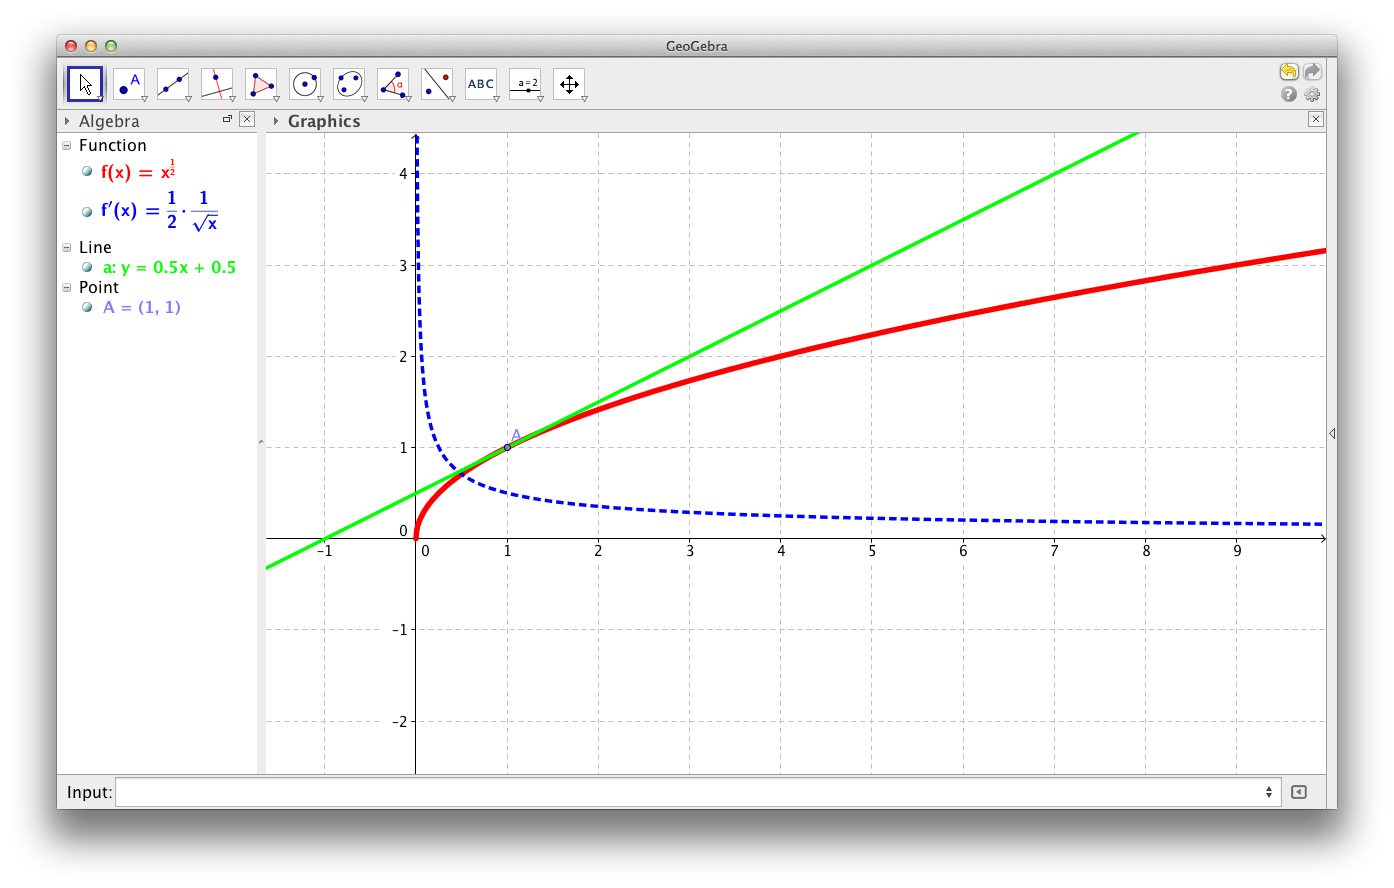 GeoGebra
A
α
ABC
a=2
?
Algebra
Graphics
Function
f(x) = x^(1/2)
f′(x) = 1/2 · 1/√x
Line
a: y = 0.5x + 0.5
Point
A = (1, 1)
4
3
2
A
1
0
−1 0 1 2 3 4 5 6 7 8 9
−1
−2
Input: